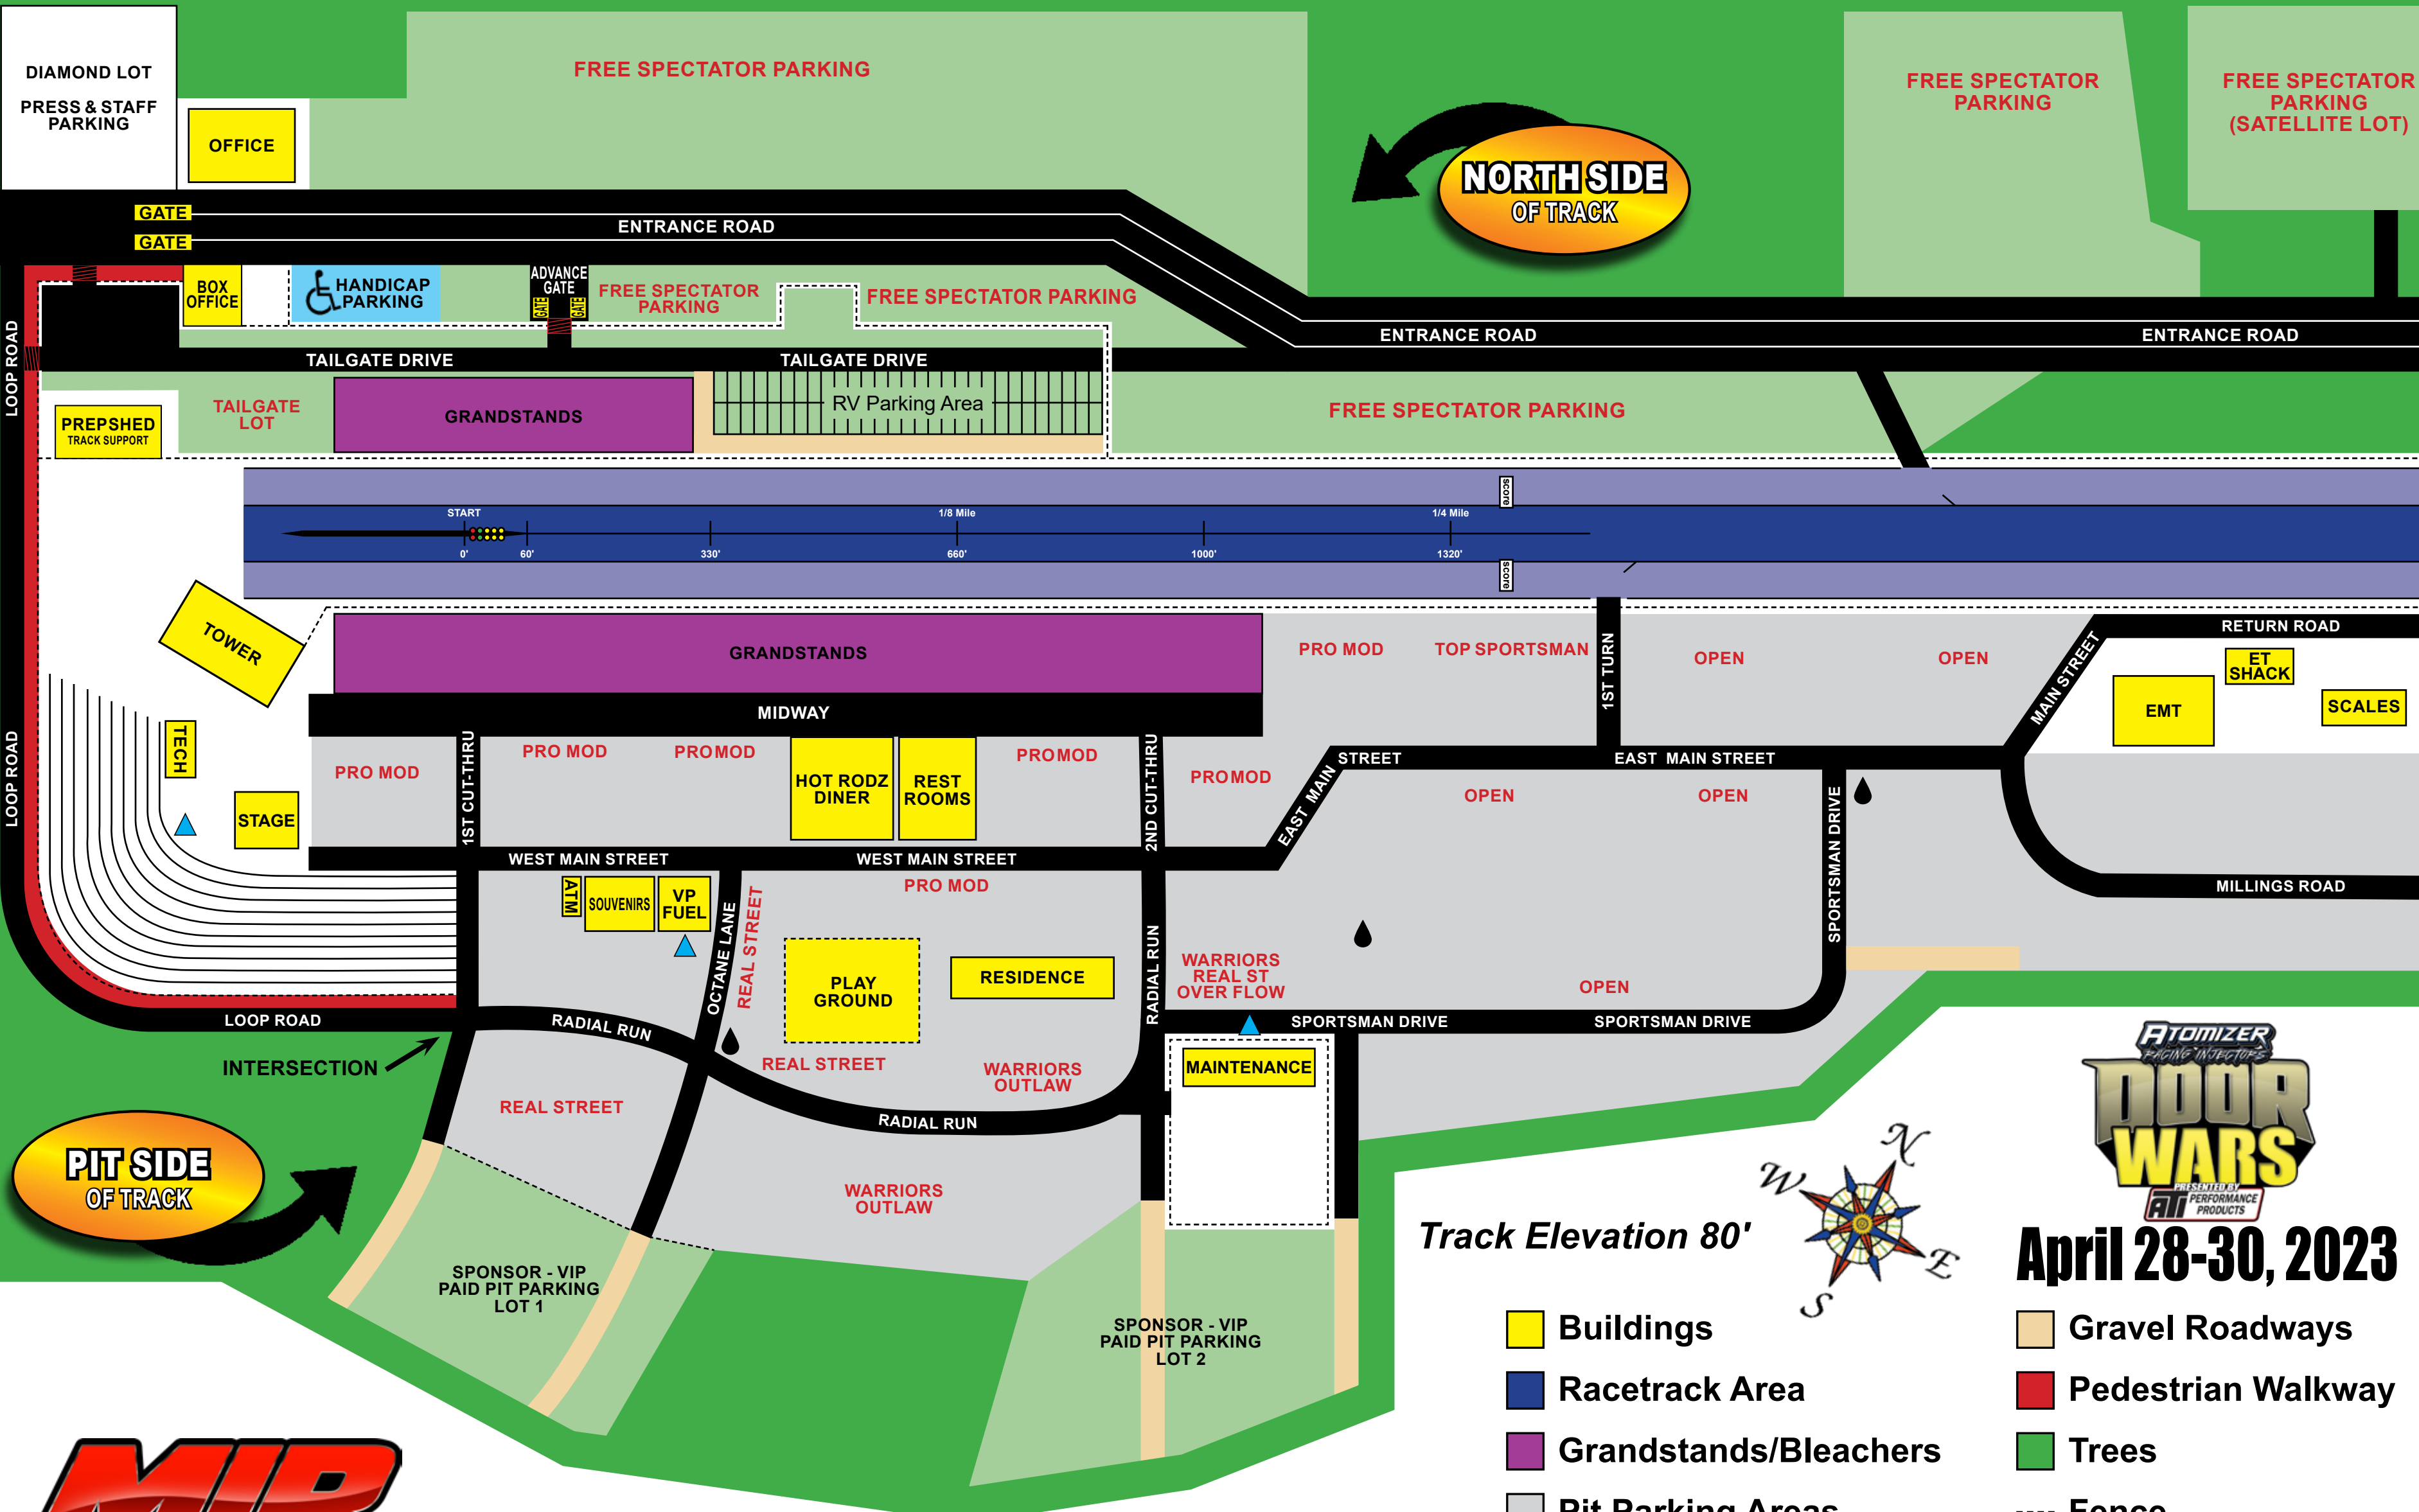 DIAMOND LOT
PRESS & STAFF
PARKING
OFFICE
FREE SPECTATOR PARKING
FREE SPECTATOR
PARKING
FREE SPECTATOR
PARKING
(SATELLITE LOT)
NORTH SIDE
OF TRACK
GATE
GATE
ENTRANCE ROAD
BOX
OFFICE
HANDICAP
PARKING
ADVANCE
GATE
GATE
GATE
FREE SPECTATOR
PARKING
FREE SPECTATOR PARKING
ENTRANCE ROAD
ENTRANCE ROAD
LOOP ROAD
TAILGATE DRIVE
TAILGATE DRIVE
PREP SHED
TRACK SUPPORT
TAILGATE
LOT
GRANDSTANDS
RV Parking Area
FREE SPECTATOR PARKING
START
1/8 Mile
1/4 Mile
score
0'
60'
330'
660'
1000'
1320'
score
TOWER
GRANDSTANDS
PRO MOD
TOP SPORTSMAN
1ST TURN
OPEN
OPEN
MAIN STREET
RETURN ROAD
ET
SHACK
EMT
SCALES
MIDWAY
LOOP ROAD
TECH
STAGE
PRO MOD
1ST CUT-THRU
PRO MOD
PROMOD
HOT RODZ
DINER
REST
ROOMS
PROMOD
2ND CUT-THRU
PROMOD
EAST MAIN
STREET
EAST MAIN STREET
OPEN
OPEN
SPORTSMAN DRIVE
WEST MAIN STREET
WEST MAIN STREET
MILLINGS ROAD
ATM
SOUVENIRS
VP
FUEL
OCTANE LANE
REAL STREET
PRO MOD
PLAY
GROUND
RESIDENCE
RADIAL RUN
WARRIORS
REAL ST
OVER FLOW
OPEN
LOOP ROAD
RADIAL RUN
SPORTSMAN DRIVE
SPORTSMAN DRIVE
INTERSECTION
REAL STREET
WARRIORS
OUTLAW
MAINTENANCE
REAL STREET
RADIAL RUN
PIT SIDE
OF TRACK
WARRIORS
OUTLAW
SPONSOR - VIP
PAID PIT PARKING
LOT 1
SPONSOR - VIP
PAID PIT PARKING
LOT 2
Track Elevation 80'
N
W
E
S
ATOMIZER
RACING INJECTORS
DOOR
WARS
PRESENTED BY
ATI PERFORMANCE
PRODUCTS
April 28-30, 2023
Buildings
Racetrack Area
Grandstands/Bleachers
Pit Parking Areas
Gravel Roadways
Pedestrian Walkway
Trees
Fence
MIR